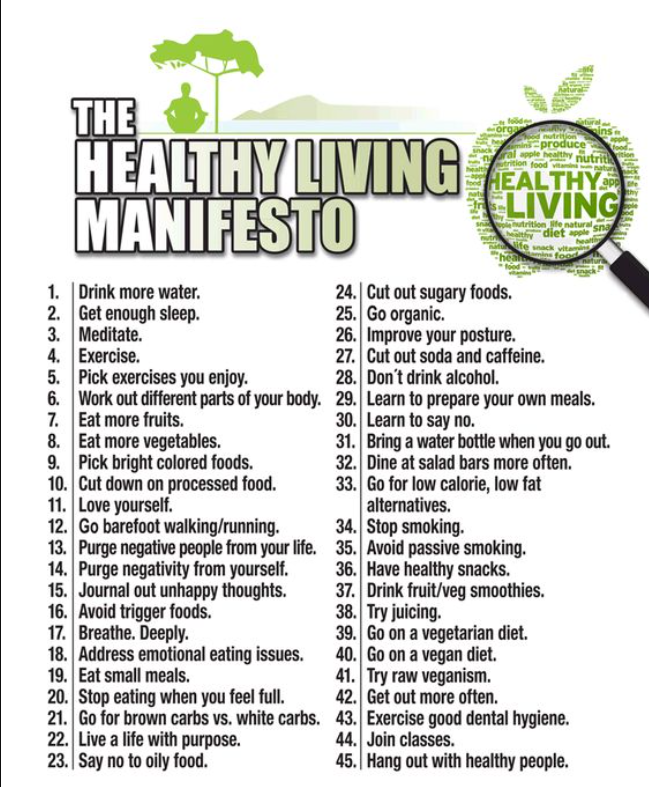 THE
HEALTHY LIVING
MANIFESTO
HEALTHY
LIVING
1. Drink more water.
2. Get enough sleep.
3. Meditate.
4. Exercise.
5. Pick exercises you enjoy.
6. Work out different parts of your body.
7. Eat more fruits.
8. Eat more vegetables.
9. Pick bright colored foods.
10. Cut down on processed food.
11. Love yourself.
12. Go barefoot walking/running.
13. Purge negative people from your life.
14. Purge negativity from yourself.
15. Journal out unhappy thoughts.
16. Avoid trigger foods.
17. Breathe. Deeply.
18. Address emotional eating issues.
19. Eat small meals.
20. Stop eating when you feel full.
21. Go for brown carbs vs. white carbs.
22. Live a life with purpose.
23. Say no to oily food.
24. Cut out sugary foods.
25. Go organic.
26. Improve your posture.
27. Cut out soda and caffeine.
28. Don´t drink alcohol.
29. Learn to prepare your own meals.
30. Learn to say no.
31. Bring a water bottle when you go out.
32. Dine at salad bars more often.
33. Go for low calorie, low fat
alternatives.
34. Stop smoking.
35. Avoid passive smoking.
36. Have healthy snacks.
37. Drink fruit/veg smoothies.
38. Try juicing.
39. Go on a vegetarian diet.
40. Go on a vegan diet.
41. Try raw veganism.
42. Get out more often.
43. Exercise good dental hygiene.
44. Join classes.
45. Hang out with healthy people.